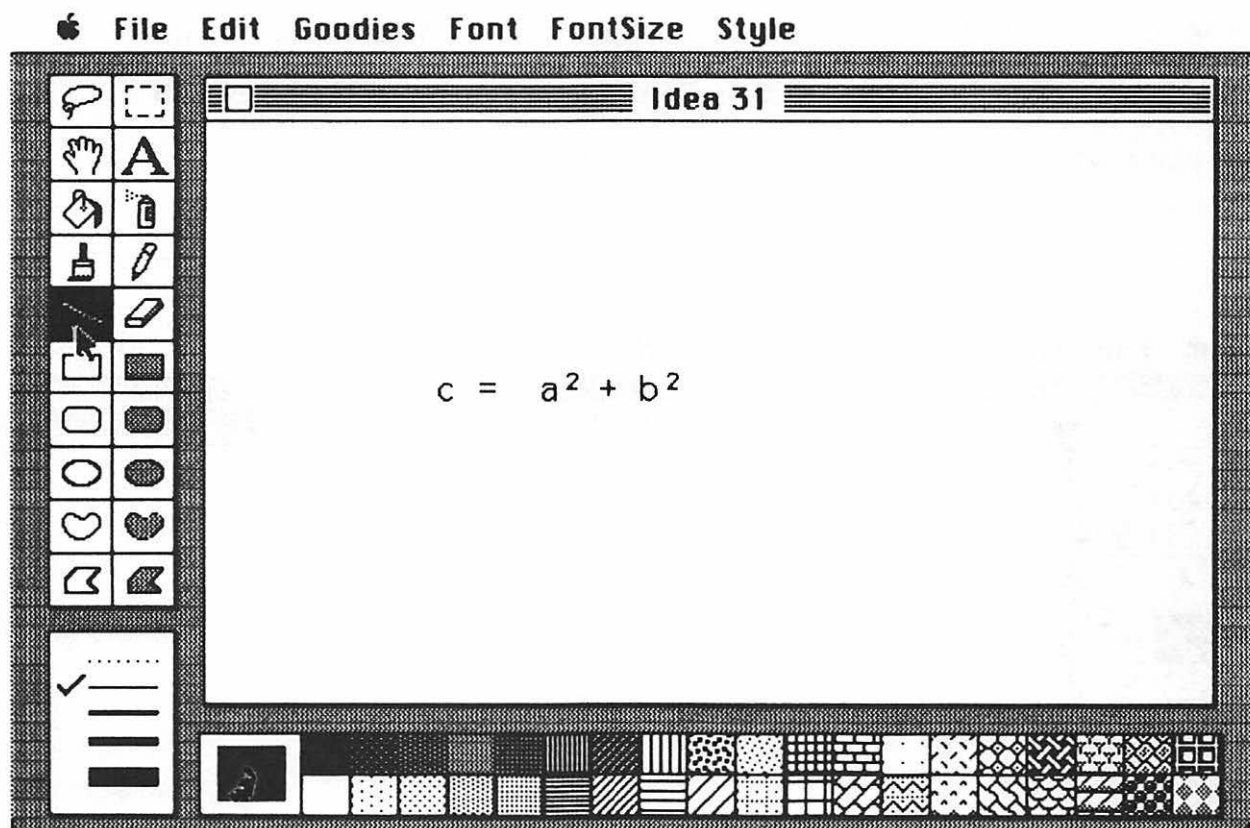 File Edit Goodies Font FontSize Style
Idea 31
A
c = a² + b²